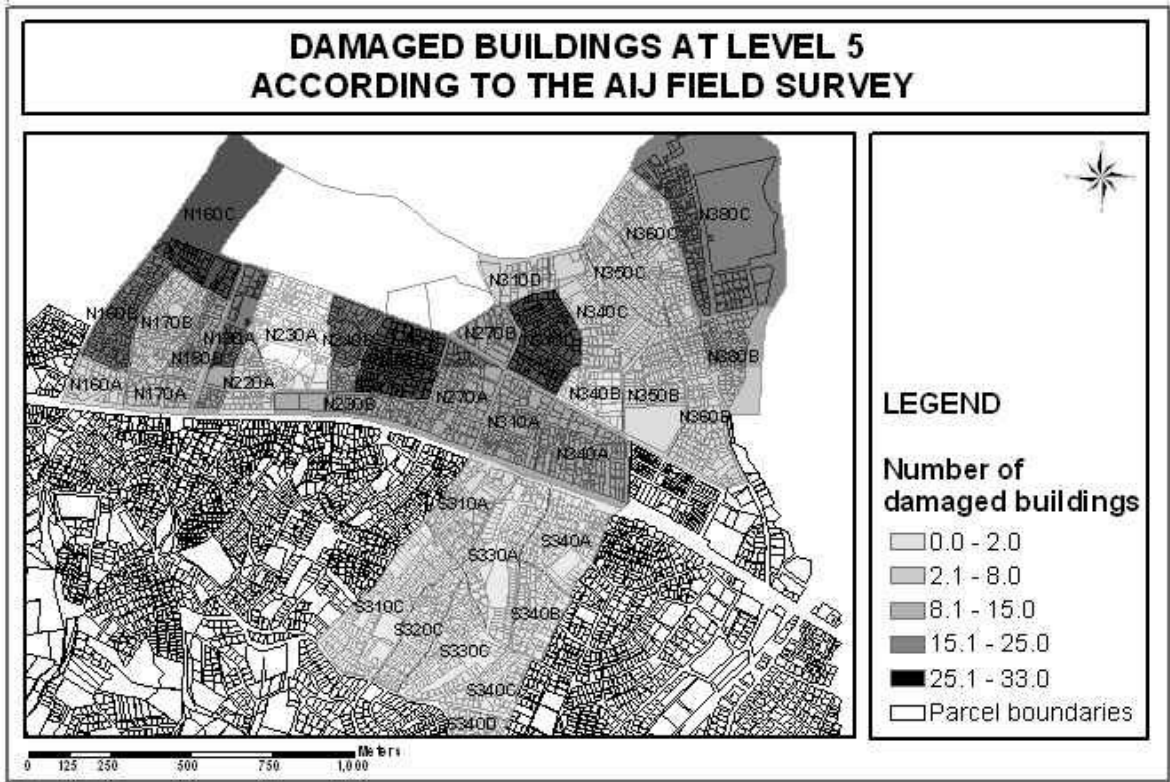 DAMAGED BUILDINGS AT LEVEL 5
ACCORDING TO THE AIJ FIELD SURVEY
N160C
N380C
N360C
N310D
N350C
N340C
N160B
N170B
N230A
N270B
N380B
N160A
N170A
N220A
N230B
N270A
N310A
N340B
N350B
N360B
N340A
S310A
S330A
S340A
S310C
S320C
S340B
S330C
S340C
S340D
LEGEND
Number of
damaged buildings
0.0 - 2.0
2.1 - 8.0
8.1 - 15.0
15.1 - 25.0
25.1 - 33.0
Parcel boundaries
Meters
0 125 250 500 750 1,000